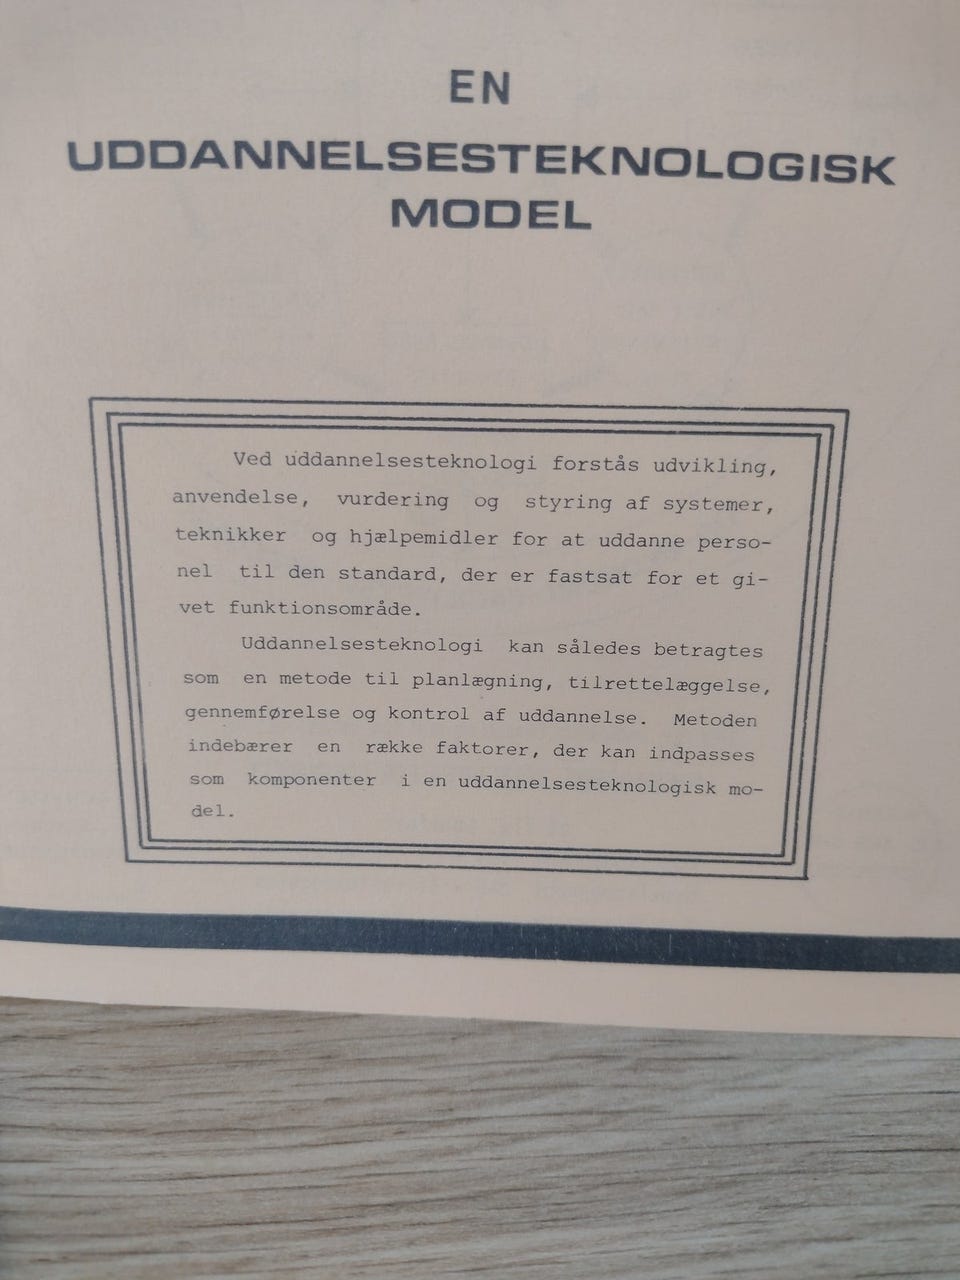 EN
UDDANNELSESTEKNOLOGISK
MODEL
Ved uddannelsesteknologi forstås udvikling,
anvendelse, vurdering og styring af systemer,
teknikker og hjælpemidler for at uddanne perso-
nel til den standard, der er fastsat for et gi-
vet funktionsområde.
Uddannelsesteknologi kan således betragtes
som en metode til planlægning, tilrettelæggelse,
gennemførelse og kontrol af uddannelse. Metoden
indebærer en række faktorer, der kan indpasses
som komponenter i en uddannelsesteknologisk mo-
del.